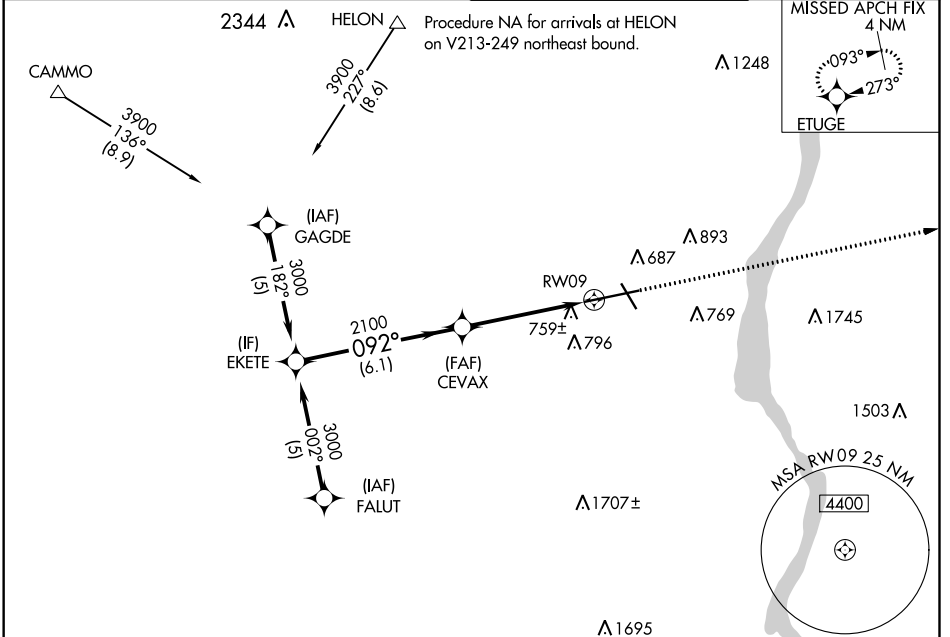 2344
HELON
Procedure NA for arrivals at HELON
on V213-249 northeast bound.
MISSED APCH FIX
4 NM
093°
273°
ETUGE
1248
CAMMO
3900
136°
(8.9)
3900
227°
(8.6)
(IAF)
GAGDE
3000
182°
(5)
893
687
RW09
759±
796
769
1745
(IF)
EKETE
2100
092°
(6.1)
(FAF)
CEVAX
1503
3000
002°
(5)
(IAF)
FALUT
MSA RW09 25 NM
4400
1707±
1695